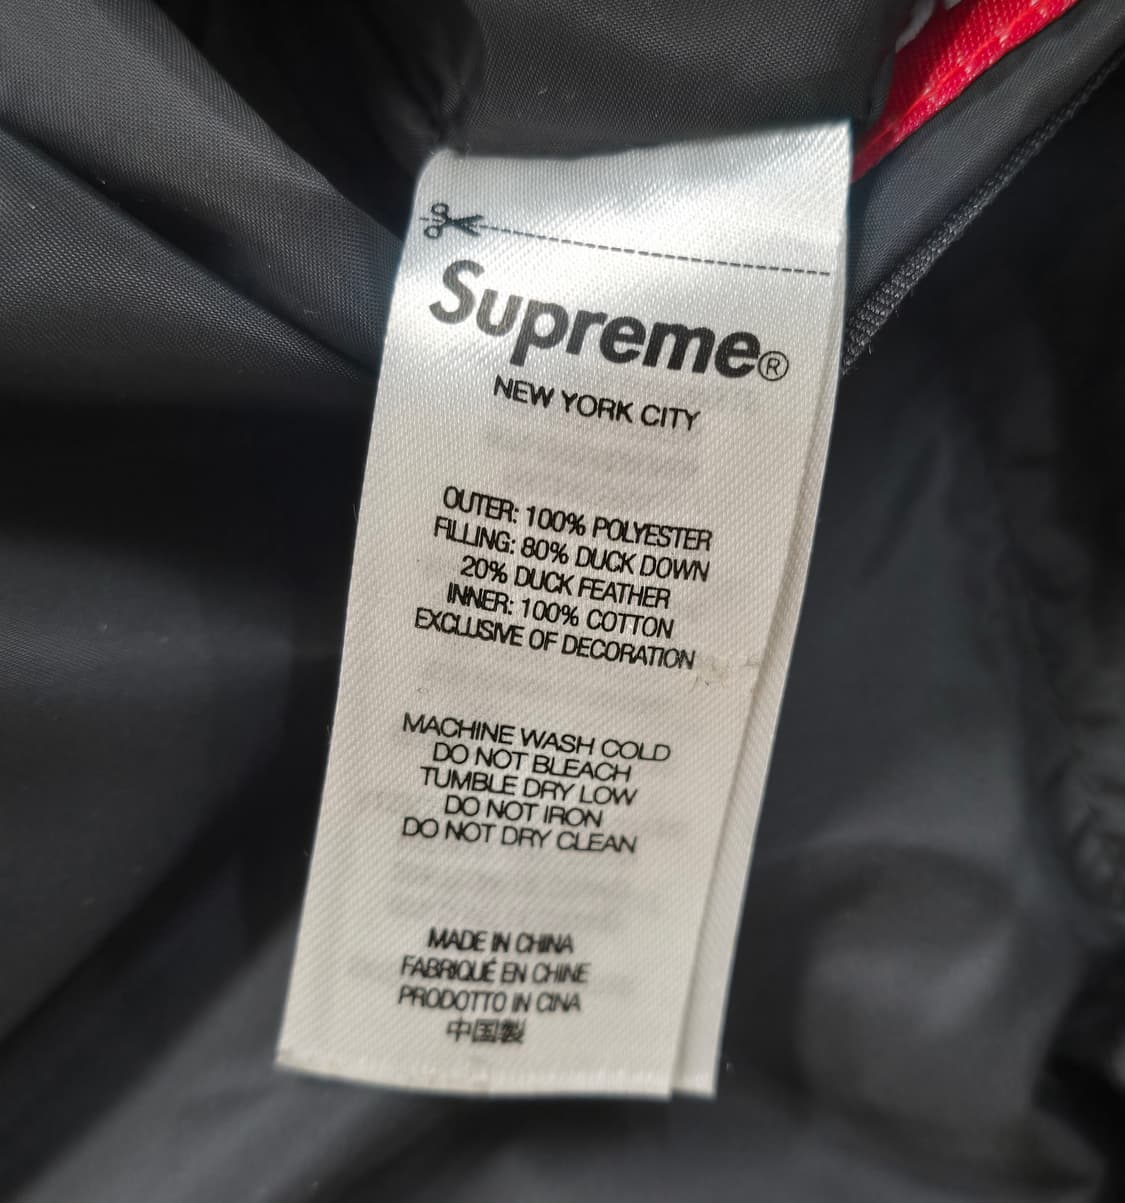 Supreme®
NEW YORK CITY
OUTER: 100% POLYESTER
FILLING: 80% DUCK DOWN
20% DUCK FEATHER
INNER: 100% COTTON
EXCLUSIVE OF DECORATION
MACHINE WASH COLD
DO NOT BLEACH
TUMBLE DRY LOW
DO NOT IRON
DO NOT DRY CLEAN
MADE IN CHINA
FABRIQUÉ EN CHINE
PRODOTTO IN CINA
中国製